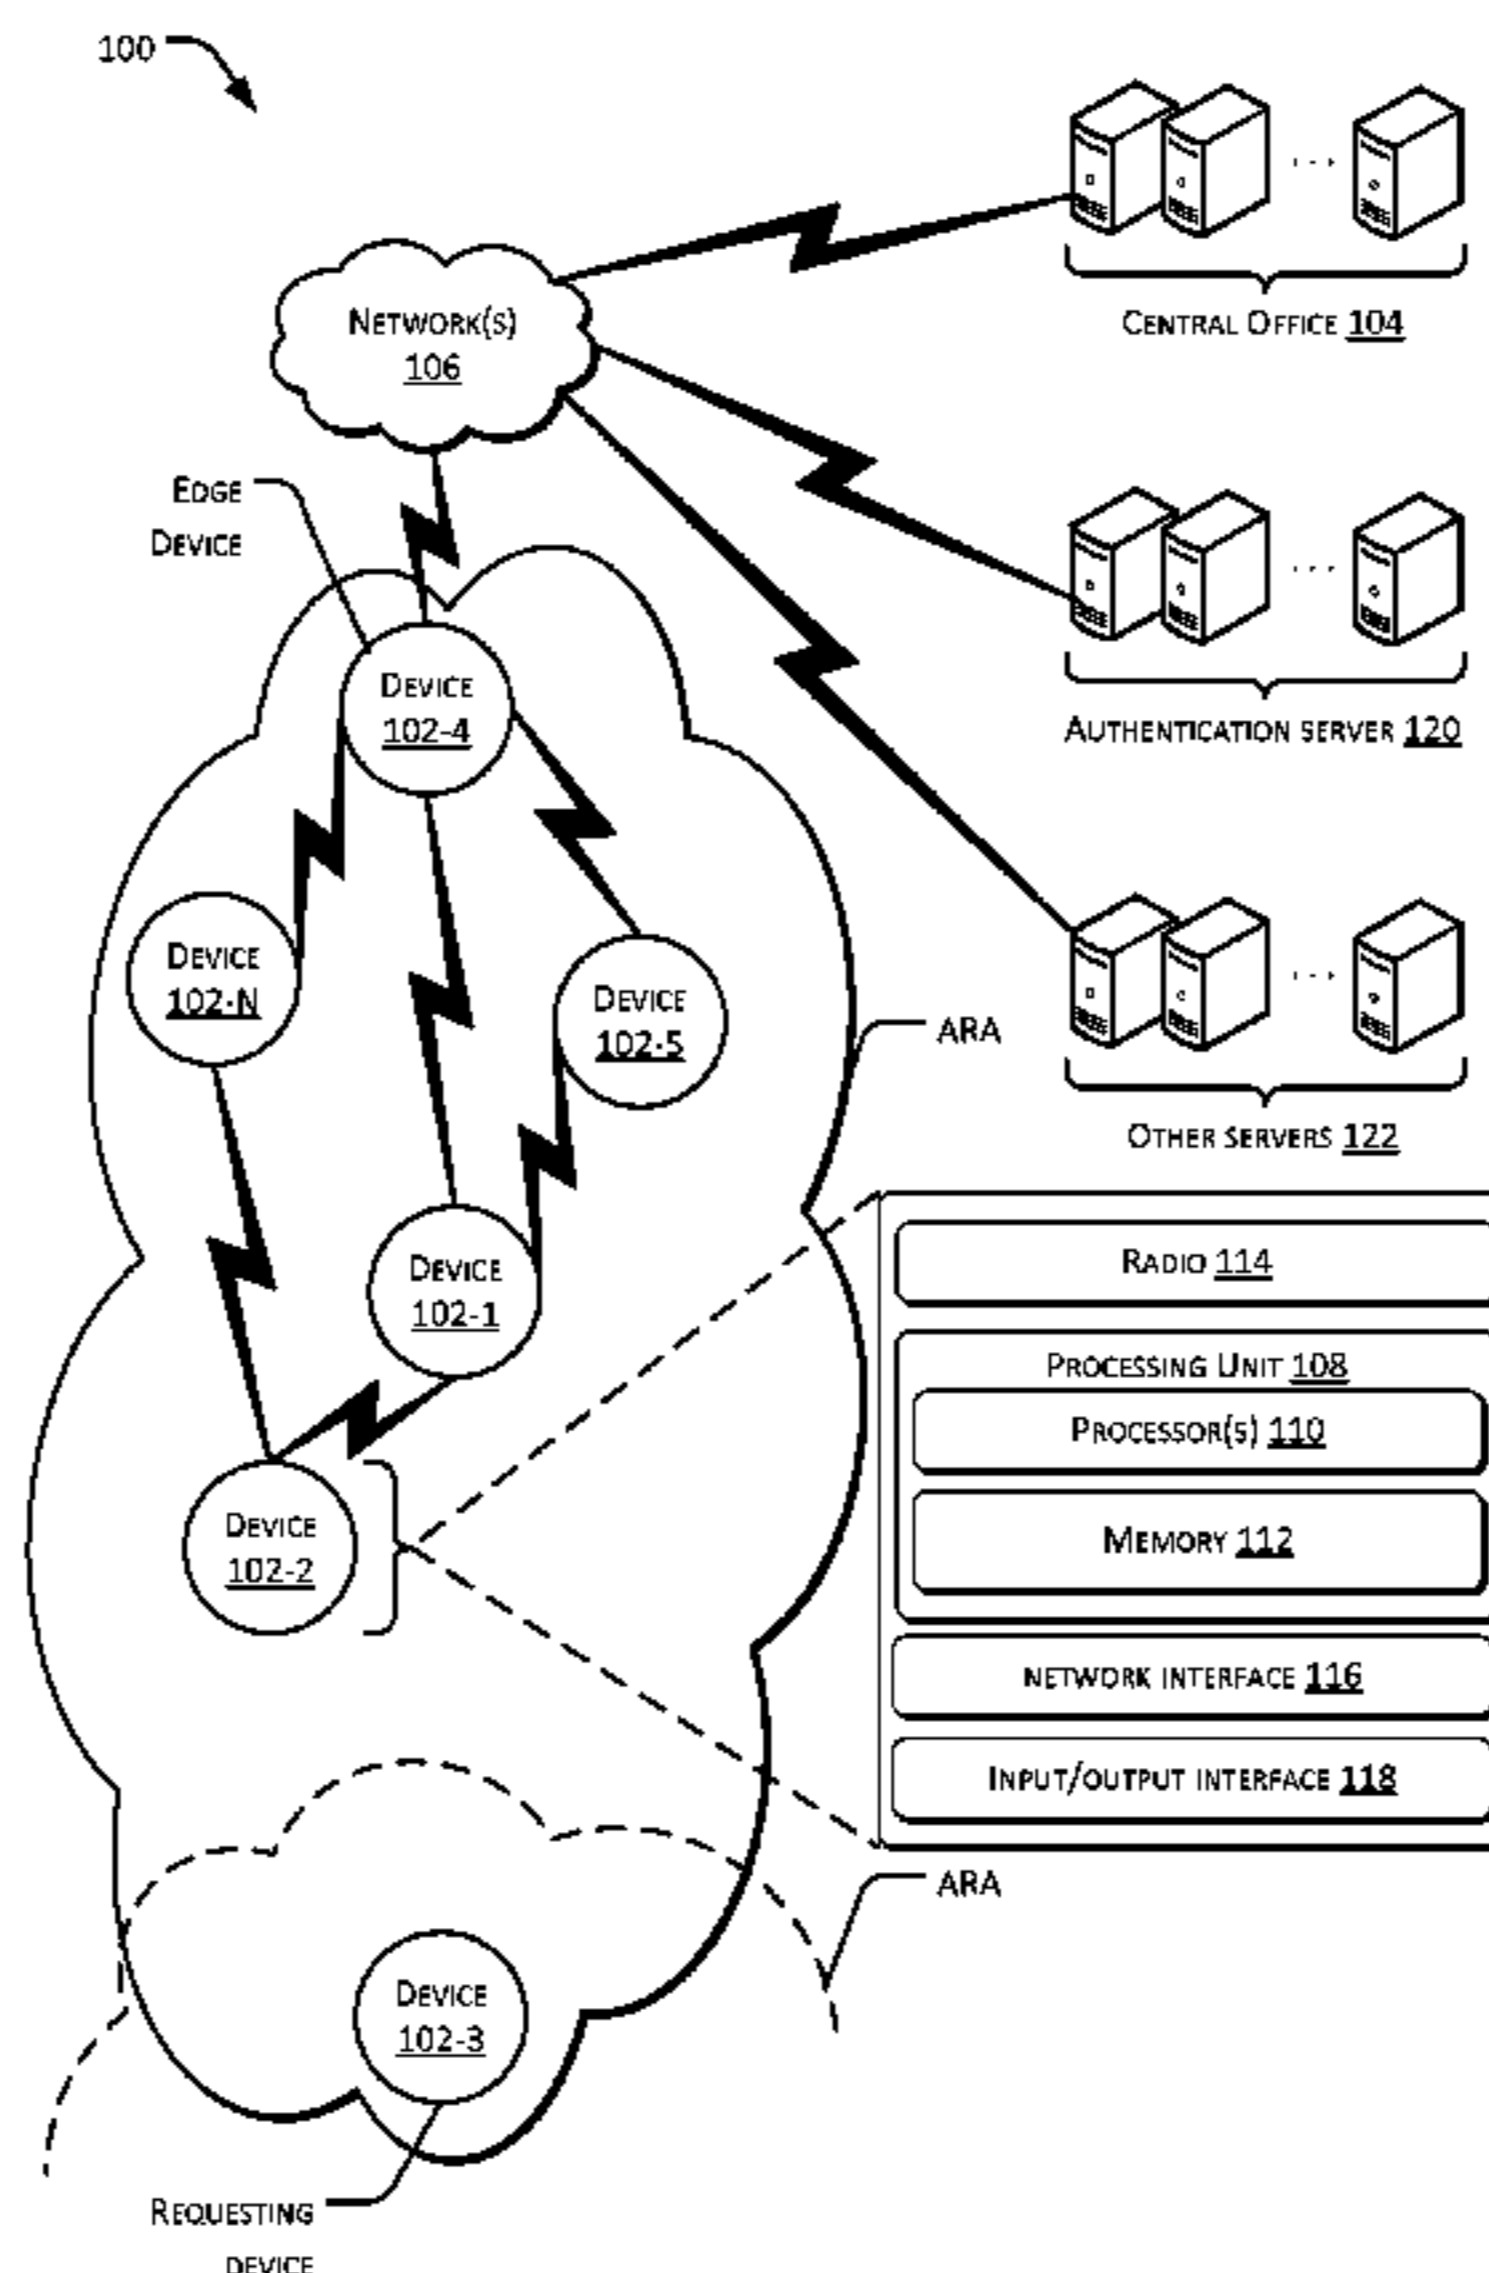 100
NETWORK(S)
106
CENTRAL OFFICE 104
EDGE
DEVICE
DEVICE
102-4
AUTHENTICATION SERVER 120
DEVICE
102-N
DEVICE
102-5
ARA
OTHER SERVERS 122
DEVICE
102-1
RADIO 114
PROCESSING UNIT 108
PROCESSOR(S) 110
MEMORY 112
NETWORK INTERFACE 116
INPUT/OUTPUT INTERFACE 118
DEVICE
102-2
ARA
DEVICE
102-3
REQUESTING
DEVICE